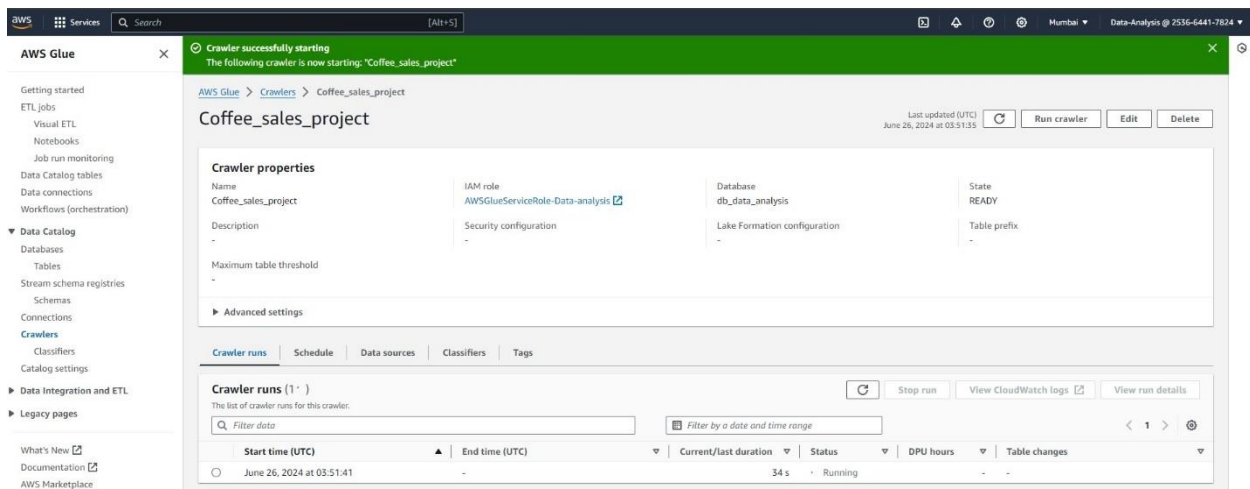 aws
Services
Search
[Alt+S]
Mumbai
Data-Analysis @ 2536-6441-7824
AWS Glue
Getting started
ETL jobs
Visual ETL
Notebooks
Job run monitoring
Data Catalog tables
Data connections
Workflows (orchestration)
Data Catalog
Databases
Tables
Stream schema registries
Schemas
Connections
Crawlers
Classifiers
Catalog settings
Data Integration and ETL
Legacy pages
What's New
Documentation
AWS Marketplace
Crawler successfully starting
The following crawler is now starting: "Coffee_sales_project"
AWS Glue > Crawlers > Coffee_sales_project
Coffee_sales_project
Last updated (UTC)
June 26, 2024 at 03:51:35
Run crawler
Edit
Delete
Crawler properties
Name
Coffee_sales_project
IAM role
AWSGlueServiceRole-Data-analysis
Database
db_data_analysis
State
READY
Description
-
Security configuration
-
Lake Formation configuration
-
Table prefix
-
Maximum table threshold
-
Advanced settings
Crawler runs
Schedule
Data sources
Classifiers
Tags
Crawler runs (1)
The list of crawler runs for this crawler.
Stop run
View CloudWatch logs
View run details
Filter data
Filter by a date and time range
< 1 >
Start time (UTC)
End time (UTC)
Current/last duration
Status
DPU hours
Table changes
June 26, 2024 at 03:51:41
-
34 s
Running
-
-